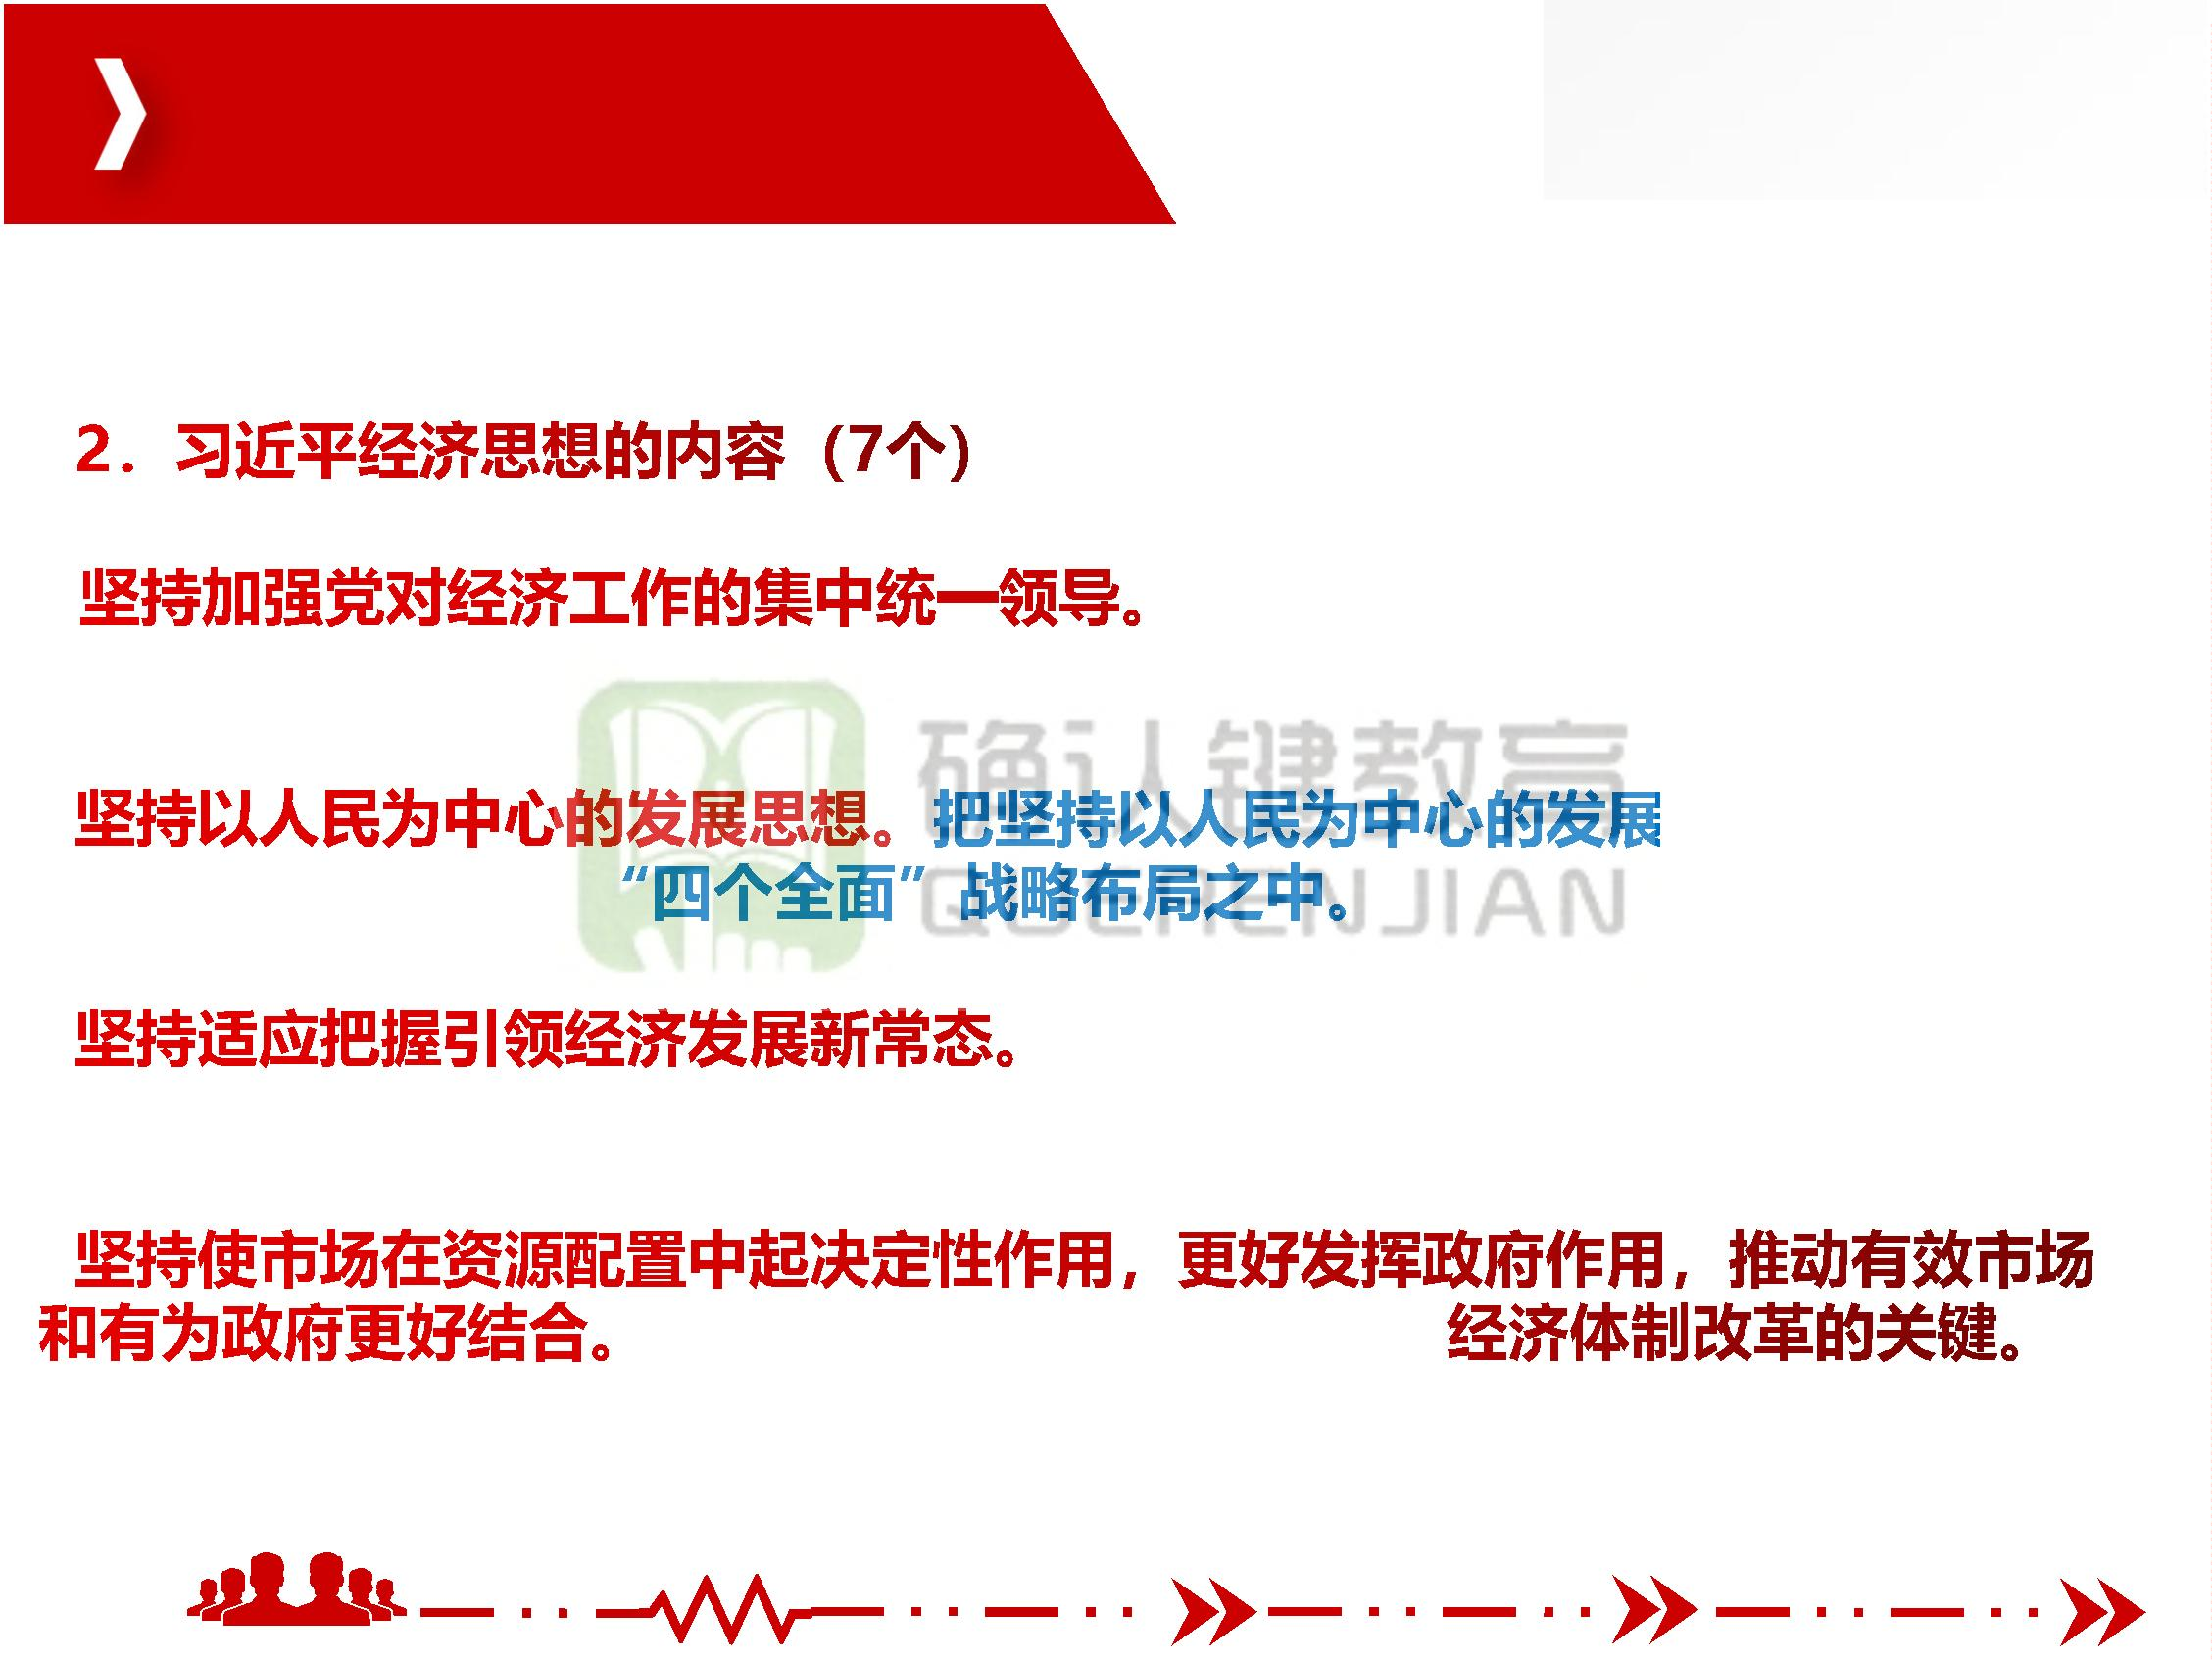 2. 习近平经济思想的内容（7个）
坚持加强党对经济工作的集中统一领导。
确认键教育
坚持以人民为中心的发展思想。把坚持以人民为中心的发展
“四个全面”战略布局之中。
QUERENJIAN
坚持适应把握引领经济发展新常态。
坚持使市场在资源配置中起决定性作用，更好发挥政府作用，推动有效市场
和有为政府更好结合。 经济体制改革的关键。